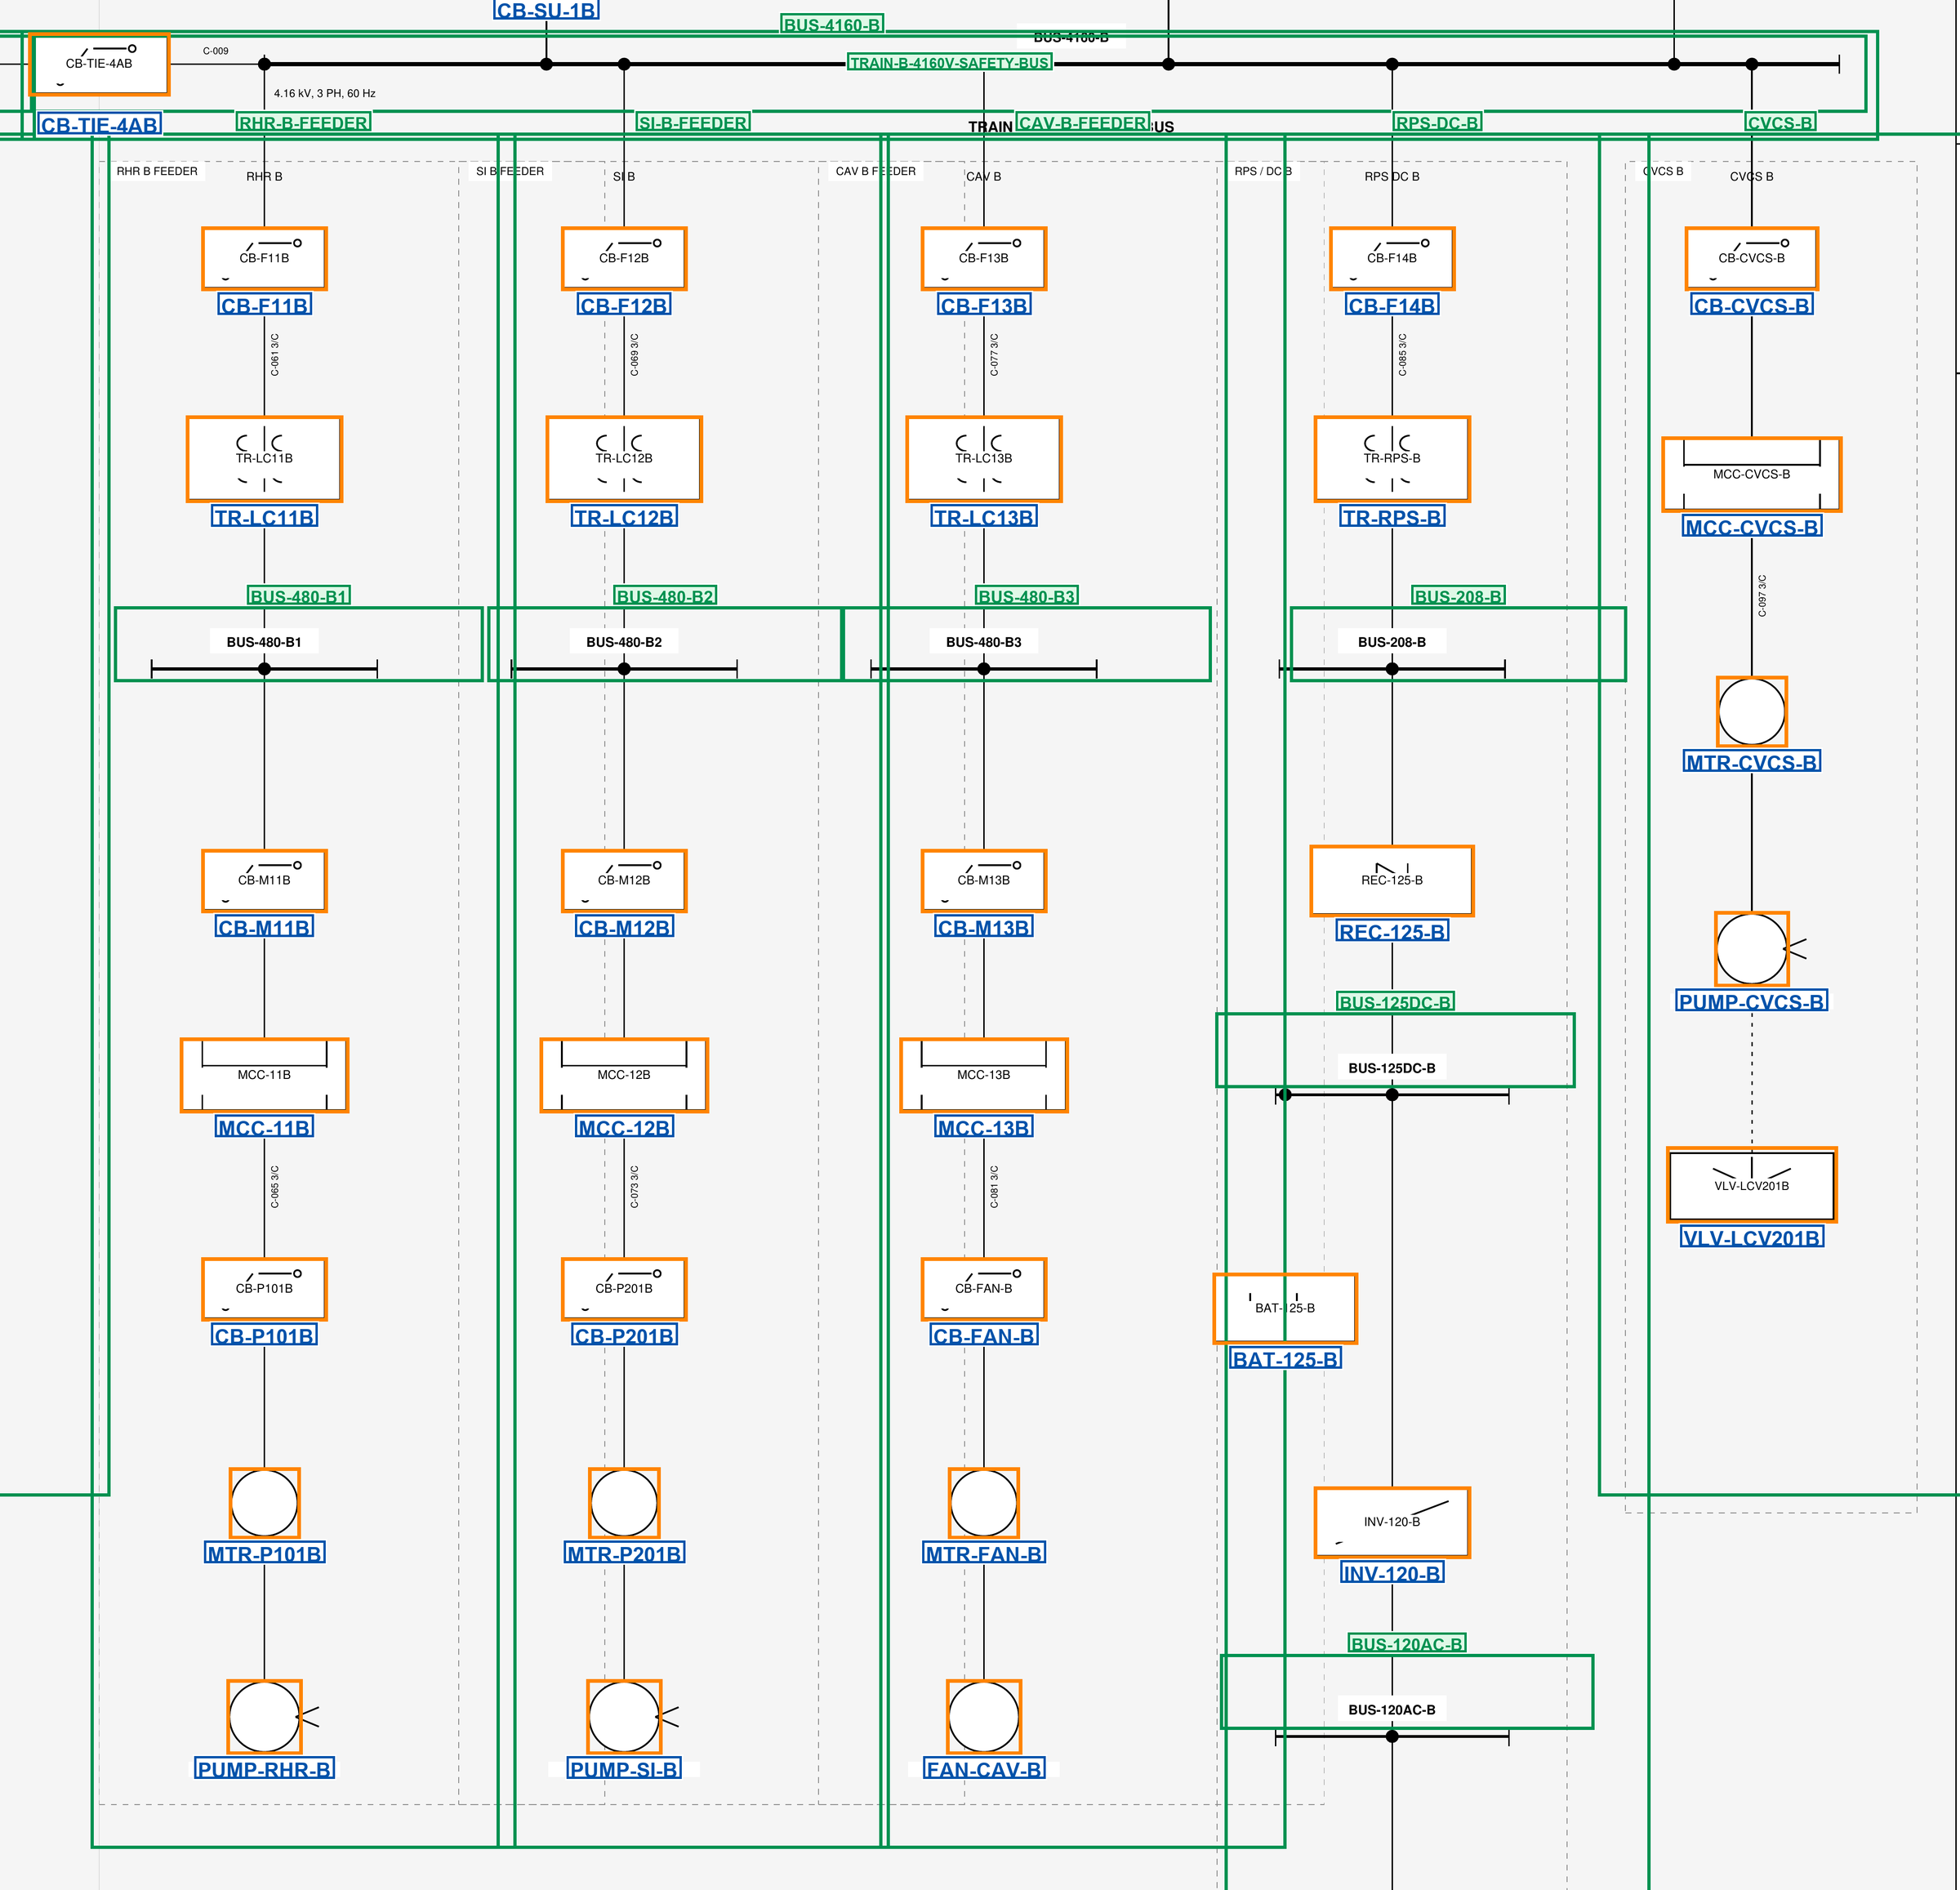 CB-SU-1B
BUS-4160-B
BUS-4160-B
CB-TIE-4AB
C-009
TRAIN-B-4160V-SAFETY-BUS
4.16 kV, 3 PH, 60 Hz
CB-TIE-4AB
RHR-B-FEEDER
SI-B-FEEDER
TRAIN
CAV-B-FEEDER
BUS
RPS-DC-B
CVCS-B
RHR B FEEDER
RHR B
SI B FEEDER
SI B
CAV B FEEDER
CAV B
RPS / DC B
RPS DC B
CVCS B
CVCS B
CB-F11B
CB-F12B
CB-F13B
CB-F14B
CB-CVCS-B
CB-F11B
CB-F12B
CB-F13B
CB-F14B
CB-CVCS-B
C-061 3/C
C-069 3/C
C-077 3/C
C-085 3/C
TR-LC11B
TR-LC12B
TR-LC13B
TR-RPS-B
MCC-CVCS-B
TR-LC11B
TR-LC12B
TR-LC13B
TR-RPS-B
MCC-CVCS-B
BUS-480-B1
BUS-480-B2
BUS-480-B3
BUS-208-B
C-097 3/C
BUS-480-B1
BUS-480-B2
BUS-480-B3
BUS-208-B
MTR-CVCS-B
CB-M11B
CB-M12B
CB-M13B
REC-125-B
CB-M11B
CB-M12B
CB-M13B
REC-125-B
BUS-125DC-B
PUMP-CVCS-B
MCC-11B
MCC-12B
MCC-13B
BUS-125DC-B
MCC-11B
MCC-12B
MCC-13B
C-065 3/C
C-073 3/C
C-081 3/C
VLV-LCV201B
VLV-LCV201B
CB-P101B
CB-P201B
CB-FAN-B
BAT-125-B
CB-P101B
CB-P201B
CB-FAN-B
BAT-125-B
INV-120-B
MTR-P101B
MTR-P201B
MTR-FAN-B
INV-120-B
BUS-120AC-B
BUS-120AC-B
PUMP-RHR-B
PUMP-SI-B
FAN-CAV-B